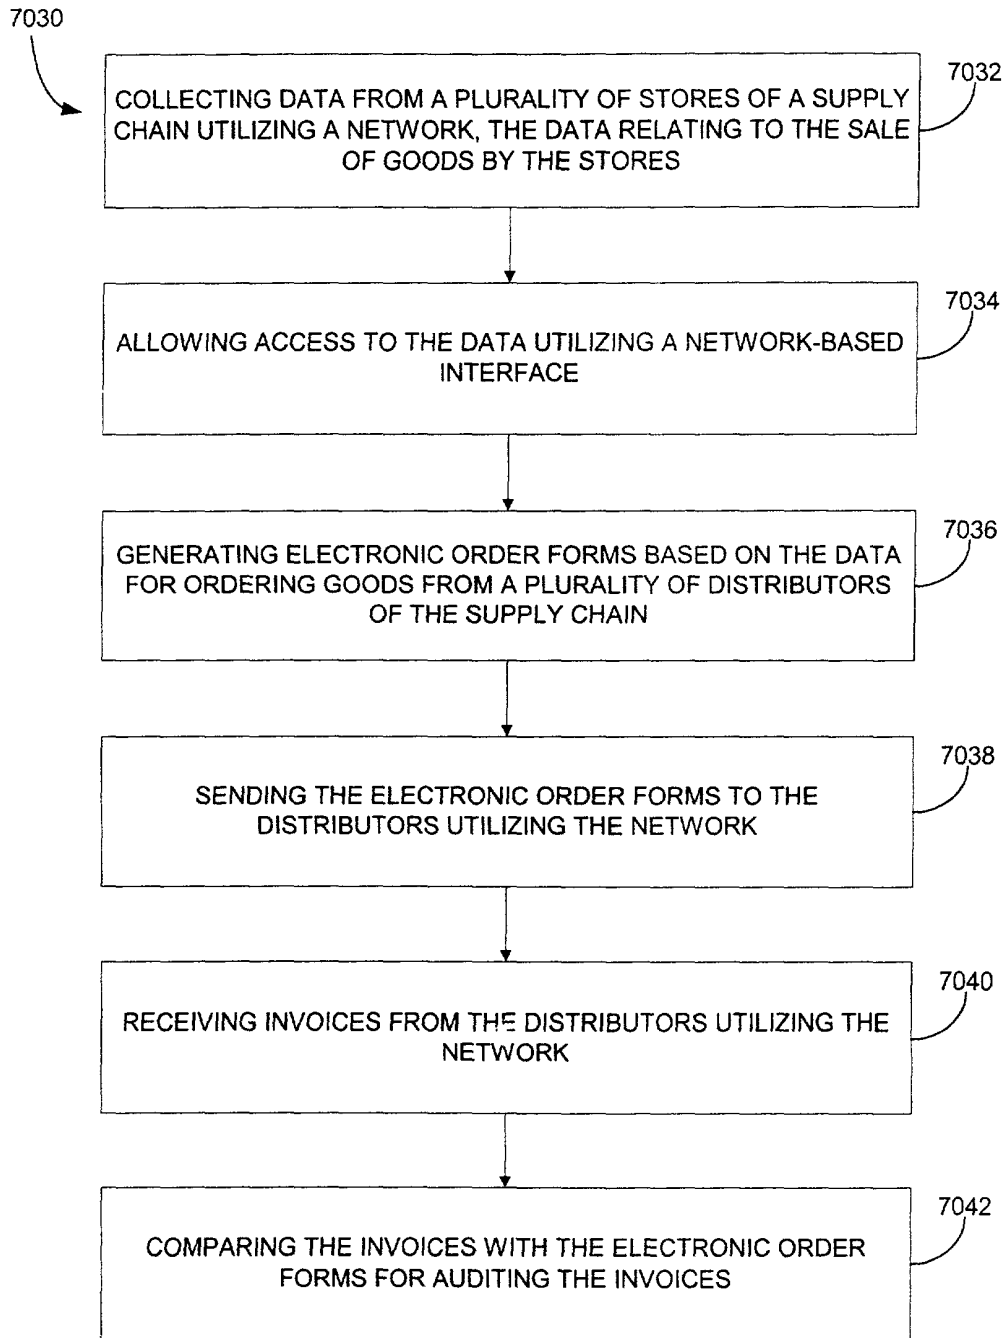 7030
7032
COLLECTING DATA FROM A PLURALITY OF STORES OF A SUPPLY
CHAIN UTILIZING A NETWORK, THE DATA RELATING TO THE SALE
OF GOODS BY THE STORES
7034
ALLOWING ACCESS TO THE DATA UTILIZING A NETWORK-BASED
INTERFACE
7036
GENERATING ELECTRONIC ORDER FORMS BASED ON THE DATA
FOR ORDERING GOODS FROM A PLURALITY OF DISTRIBUTORS
OF THE SUPPLY CHAIN
7038
SENDING THE ELECTRONIC ORDER FORMS TO THE
DISTRIBUTORS UTILIZING THE NETWORK
7040
RECEIVING INVOICES FROM THE DISTRIBUTORS UTILIZING THE
NETWORK
7042
COMPARING THE INVOICES WITH THE ELECTRONIC ORDER
FORMS FOR AUDITING THE INVOICES